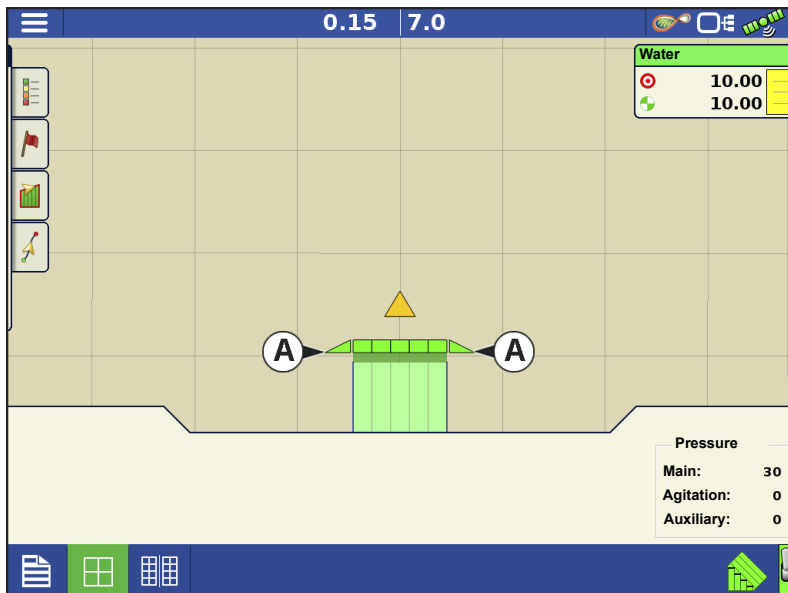 0.15 7.0
Water
10.00
10.00
A A
Pressure
Main: 30
Agitation: 0
Auxiliary: 0